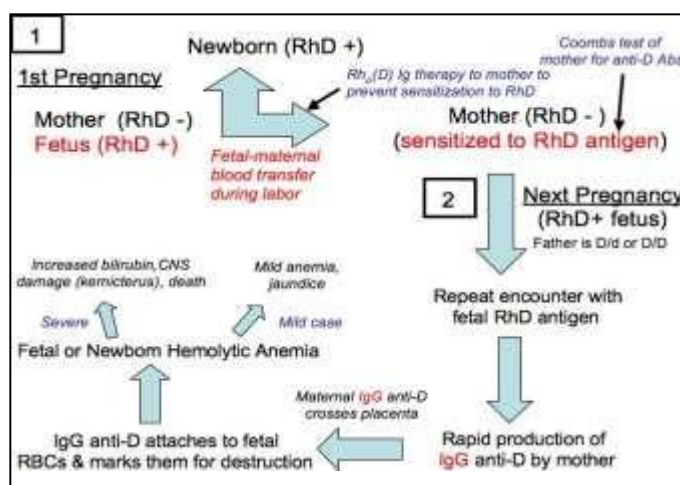 1
1st Pregnancy
Mother (RhD -)
Fetus (RhD +)
Newborn (RhD +)
Rho(D) Ig therapy to mother to
prevent sensitization to RhD
Fetal-maternal
blood transfer
during labor
Coombs test of
mother for anti-D Abs
Mother (RhD -)
(sensitized to RhD antigen)
2
Next Pregnancy
(RhD+ fetus)
Father is D/d or D/D
Repeat encounter with
fetal RhD antigen
Rapid production of
IgG anti-D by mother
Maternal IgG anti-D
crosses placenta
IgG anti-D attaches to fetal
RBCs & marks them for destruction
Fetal or Newborn Hemolytic Anemia
Severe
Mild case
Increased bilirubin, CNS
damage (kernicterus), death
Mild anemia,
jaundice